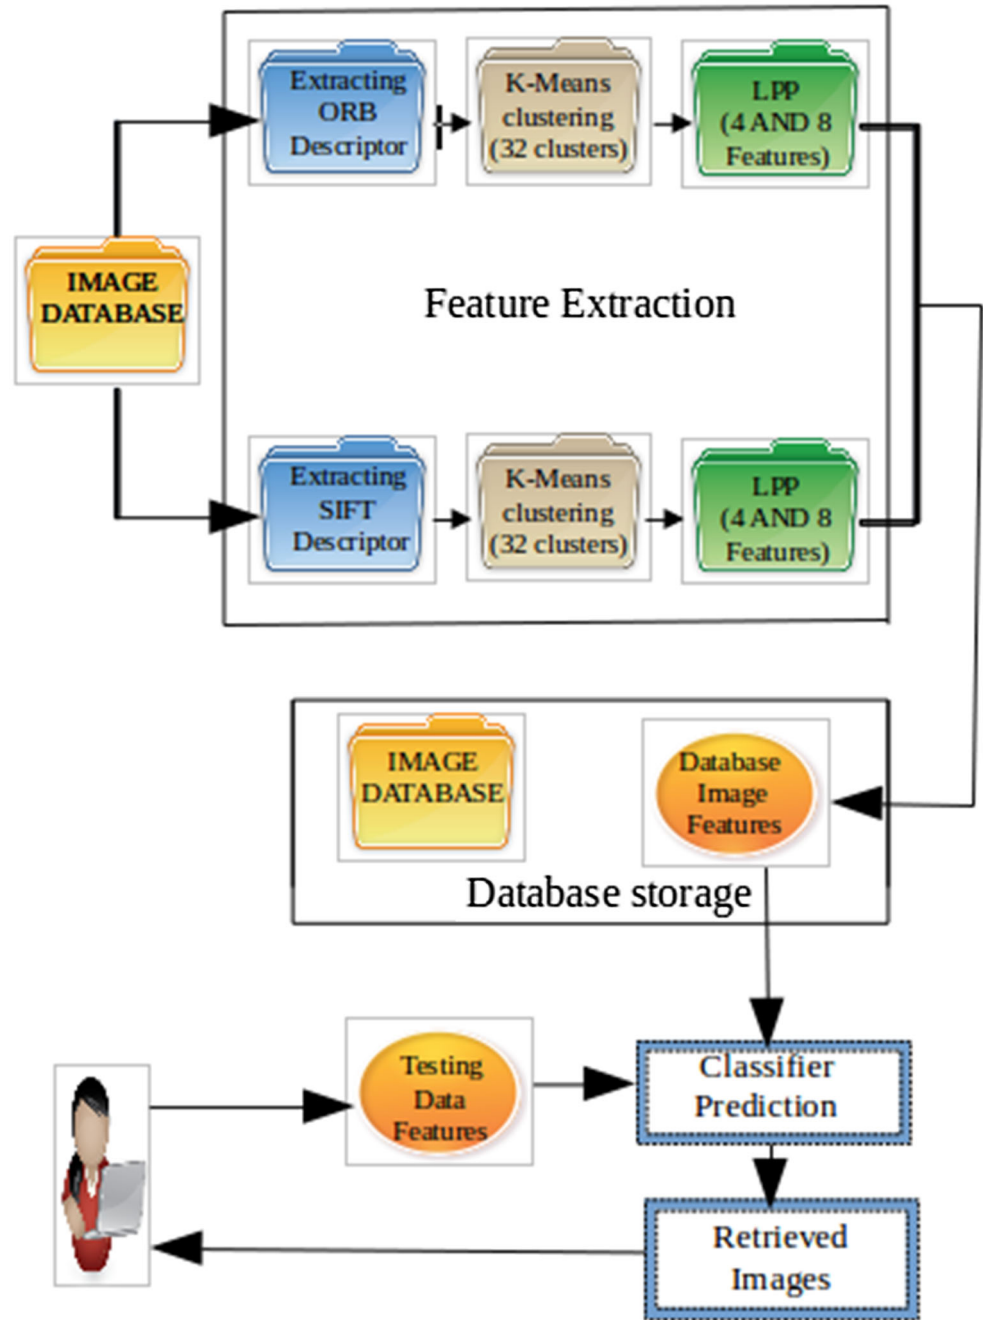 Extracting
ORB
Descriptor
K-Means
clustering
(32 clusters)
LPP
(4 AND 8
Features)
IMAGE
DATABASE
Feature Extraction
Extracting
SIFT
Descriptor
K-Means
clustering
(32 clusters)
LPP
(4 AND 8
Features)
IMAGE
DATABASE
Database
Image
Features
Database storage
Testing
Data
Features
Classifier
Prediction
Retrieved
Images